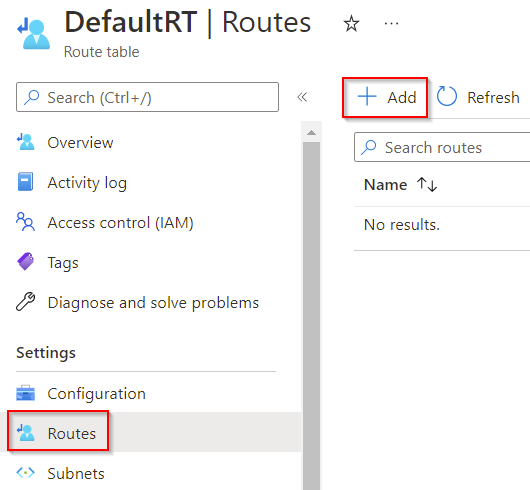 DefaultRT | Routes
Route table
Search (Ctrl+/)
Overview
Activity log
Access control (IAM)
Tags
Diagnose and solve problems
Settings
Configuration
Routes
Subnets
Add
Refresh
Search routes
Name
No results.